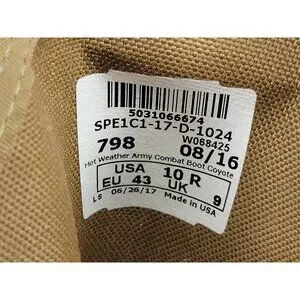 5031066674
SPE1C1-17-D-1024
W068425
798 08/16
Hot Weather Army Combat Boot Coyote
USA 10 R
EU 43 UK 9
LS 06/26/17 Made in USA